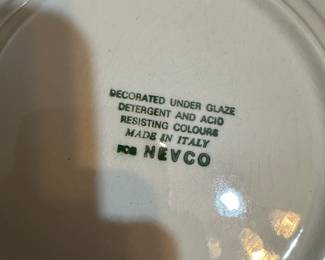 DECORATED UNDER GLAZE
DETERGENT AND ACID
RESISTING COLOURS
MADE IN ITALY
FOR NEVCO